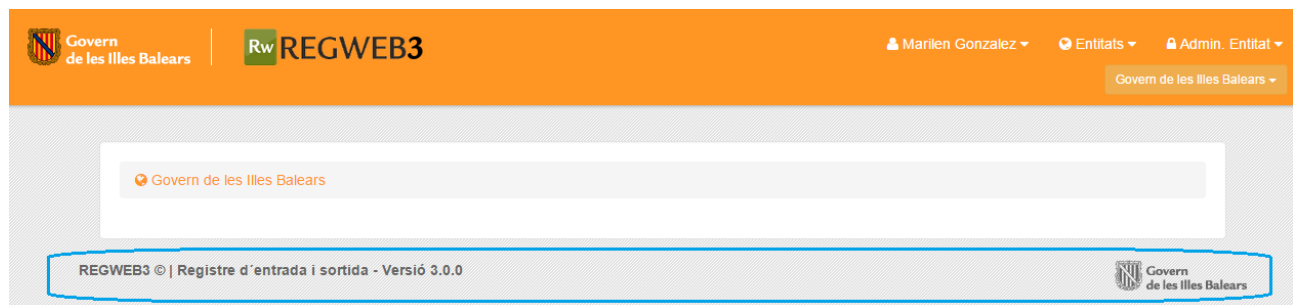 Govern
de les Illes Balears
Rw REGWEB3
Marilen Gonzalez
Entitats
Admin. Entitat
Govern de les Illes Balears
Govern de les Illes Balears
REGWEB3 © | Registre d´entrada i sortida - Versió 3.0.0
Govern
de les Illes Balears